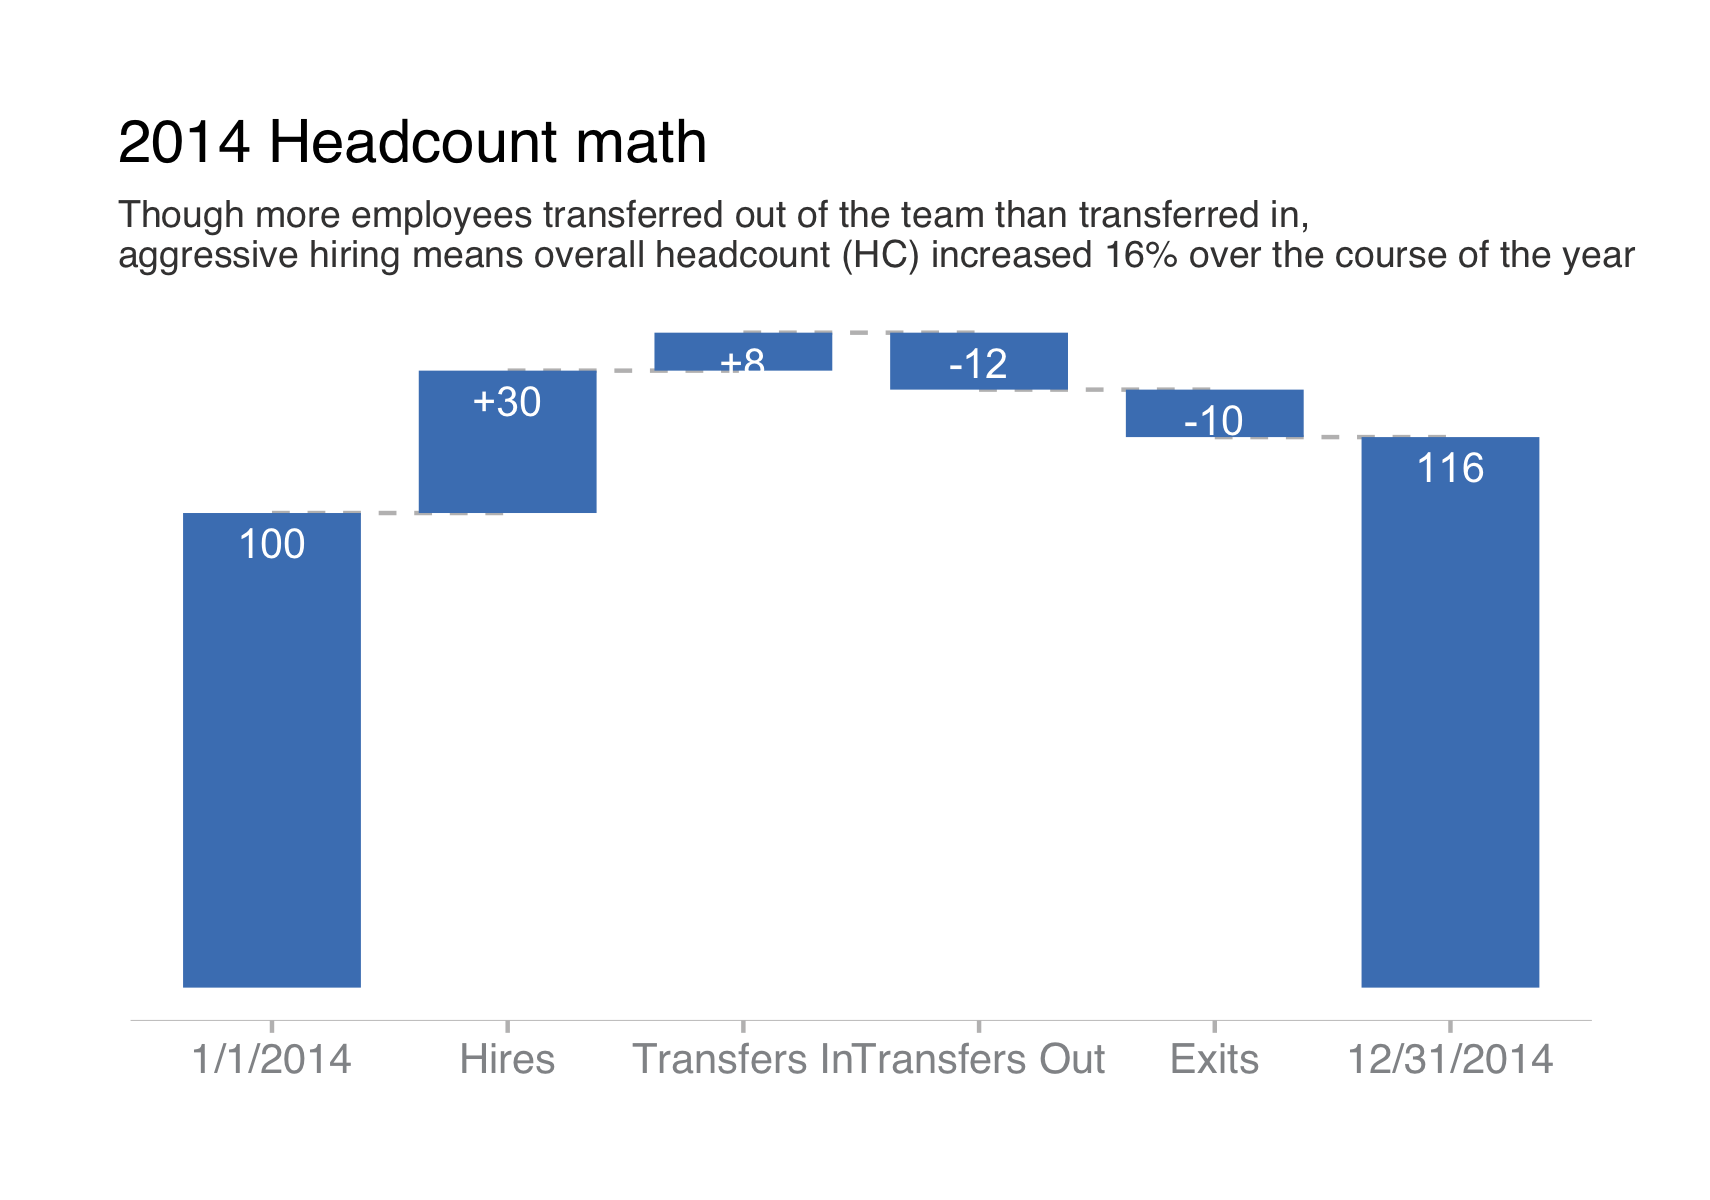 2014 Headcount math
Though more employees transferred out of the team than transferred in,
aggressive hiring means overall headcount (HC) increased 16% over the course of the year
+8
-12
+30
-10
116
100
1/1/2014
Hires
Transfers In
Transfers Out
Exits
12/31/2014